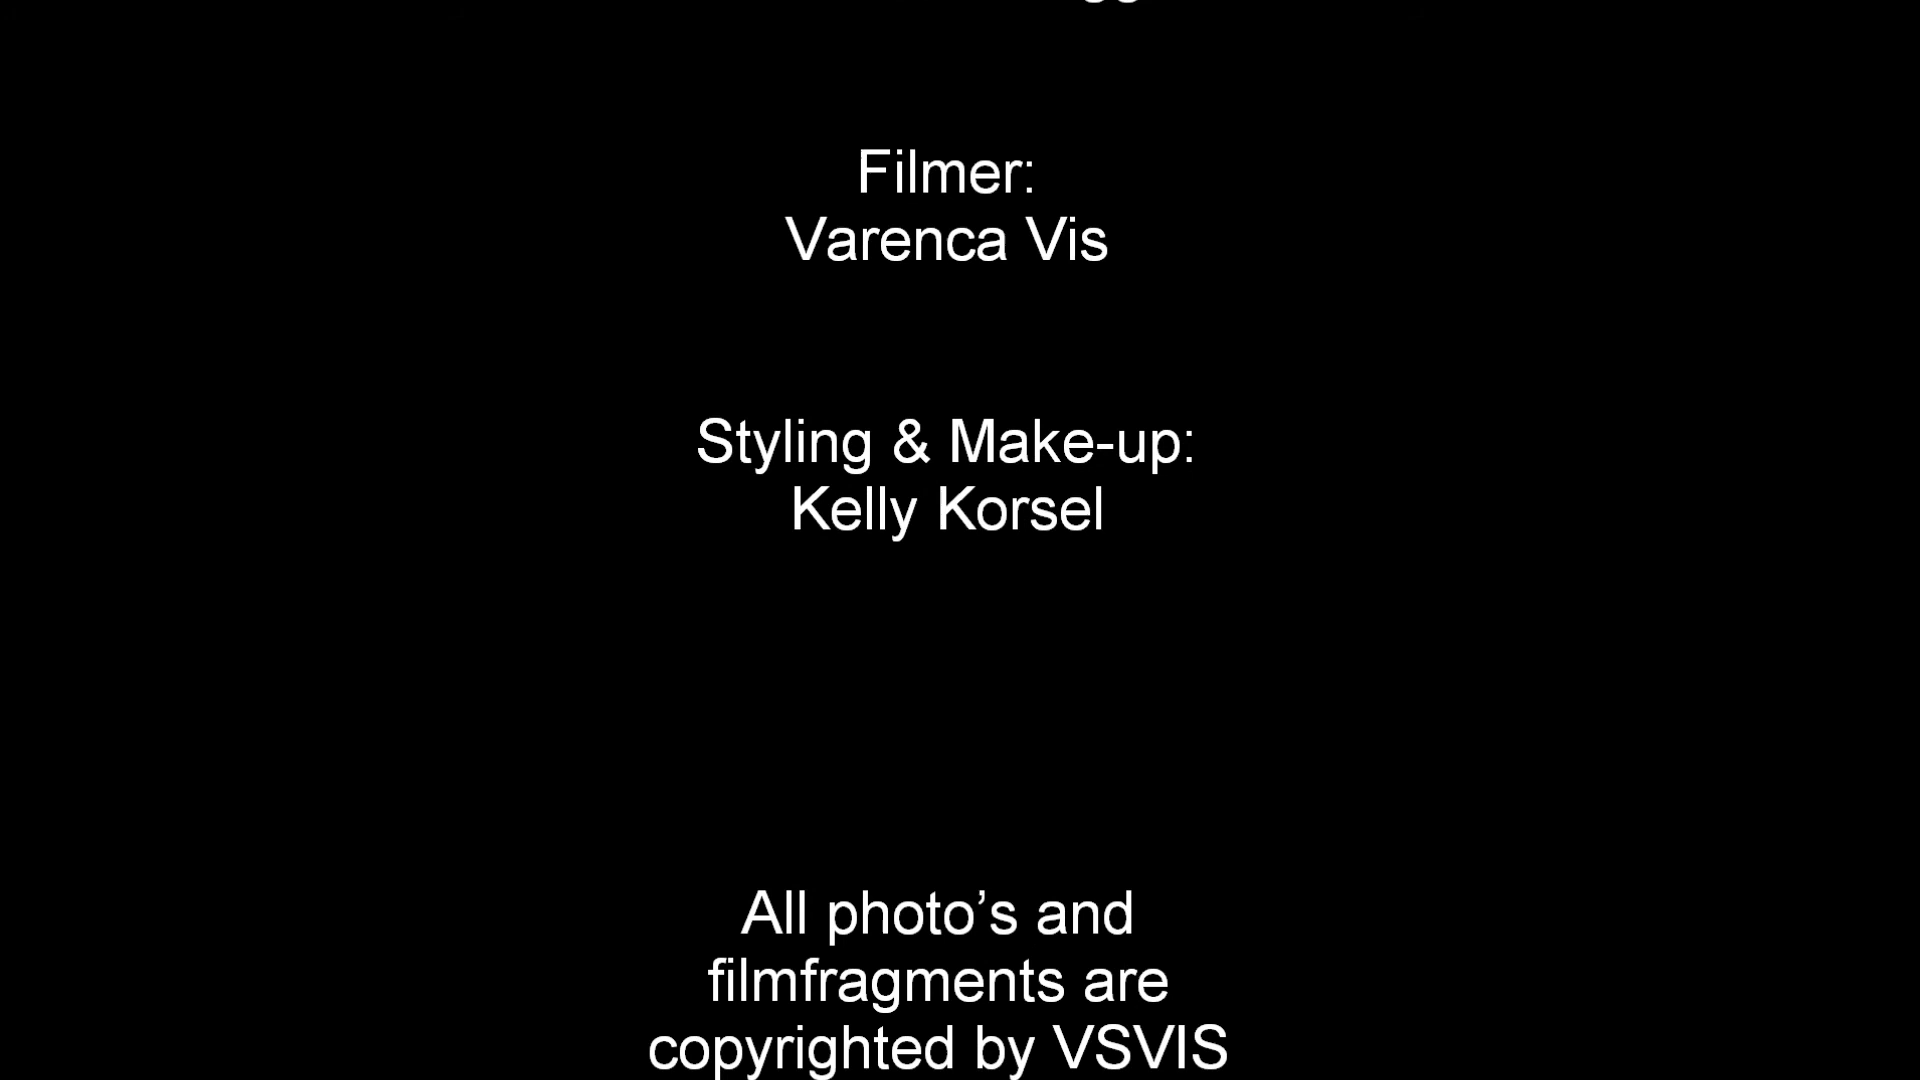 Filmer:
Varenca Vis
Styling & Make-up:
Kelly Korsel
All photo’s and
filmfragments are
copyrighted by VSVIS